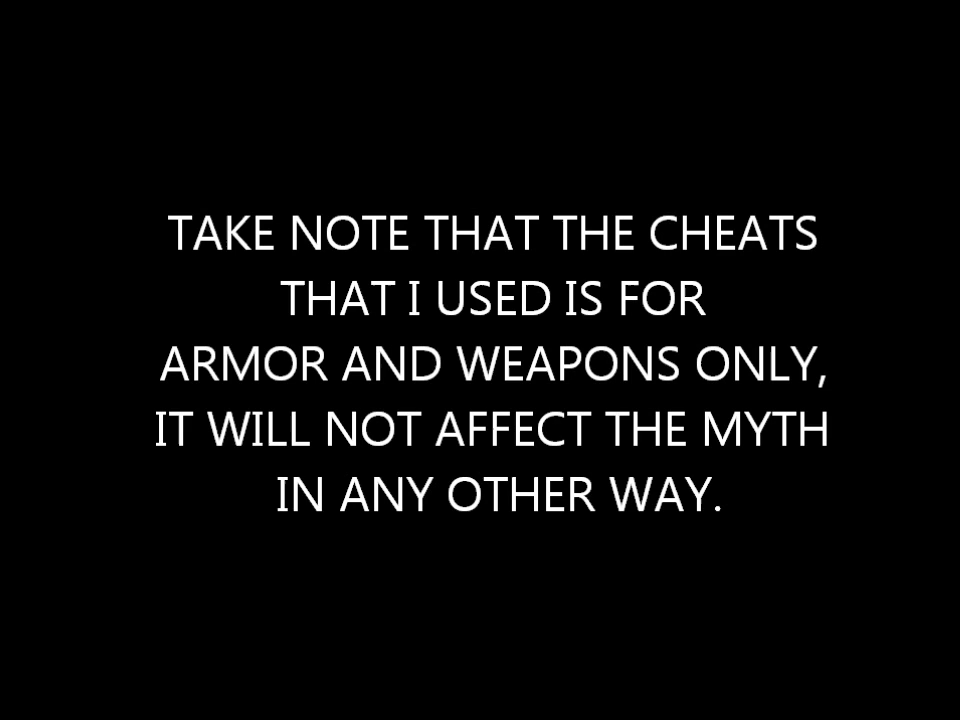 TAKE NOTE THAT THE CHEATS
THAT I USED IS FOR
ARMOR AND WEAPONS ONLY,
IT WILL NOT AFFECT THE MYTH
IN ANY OTHER WAY.